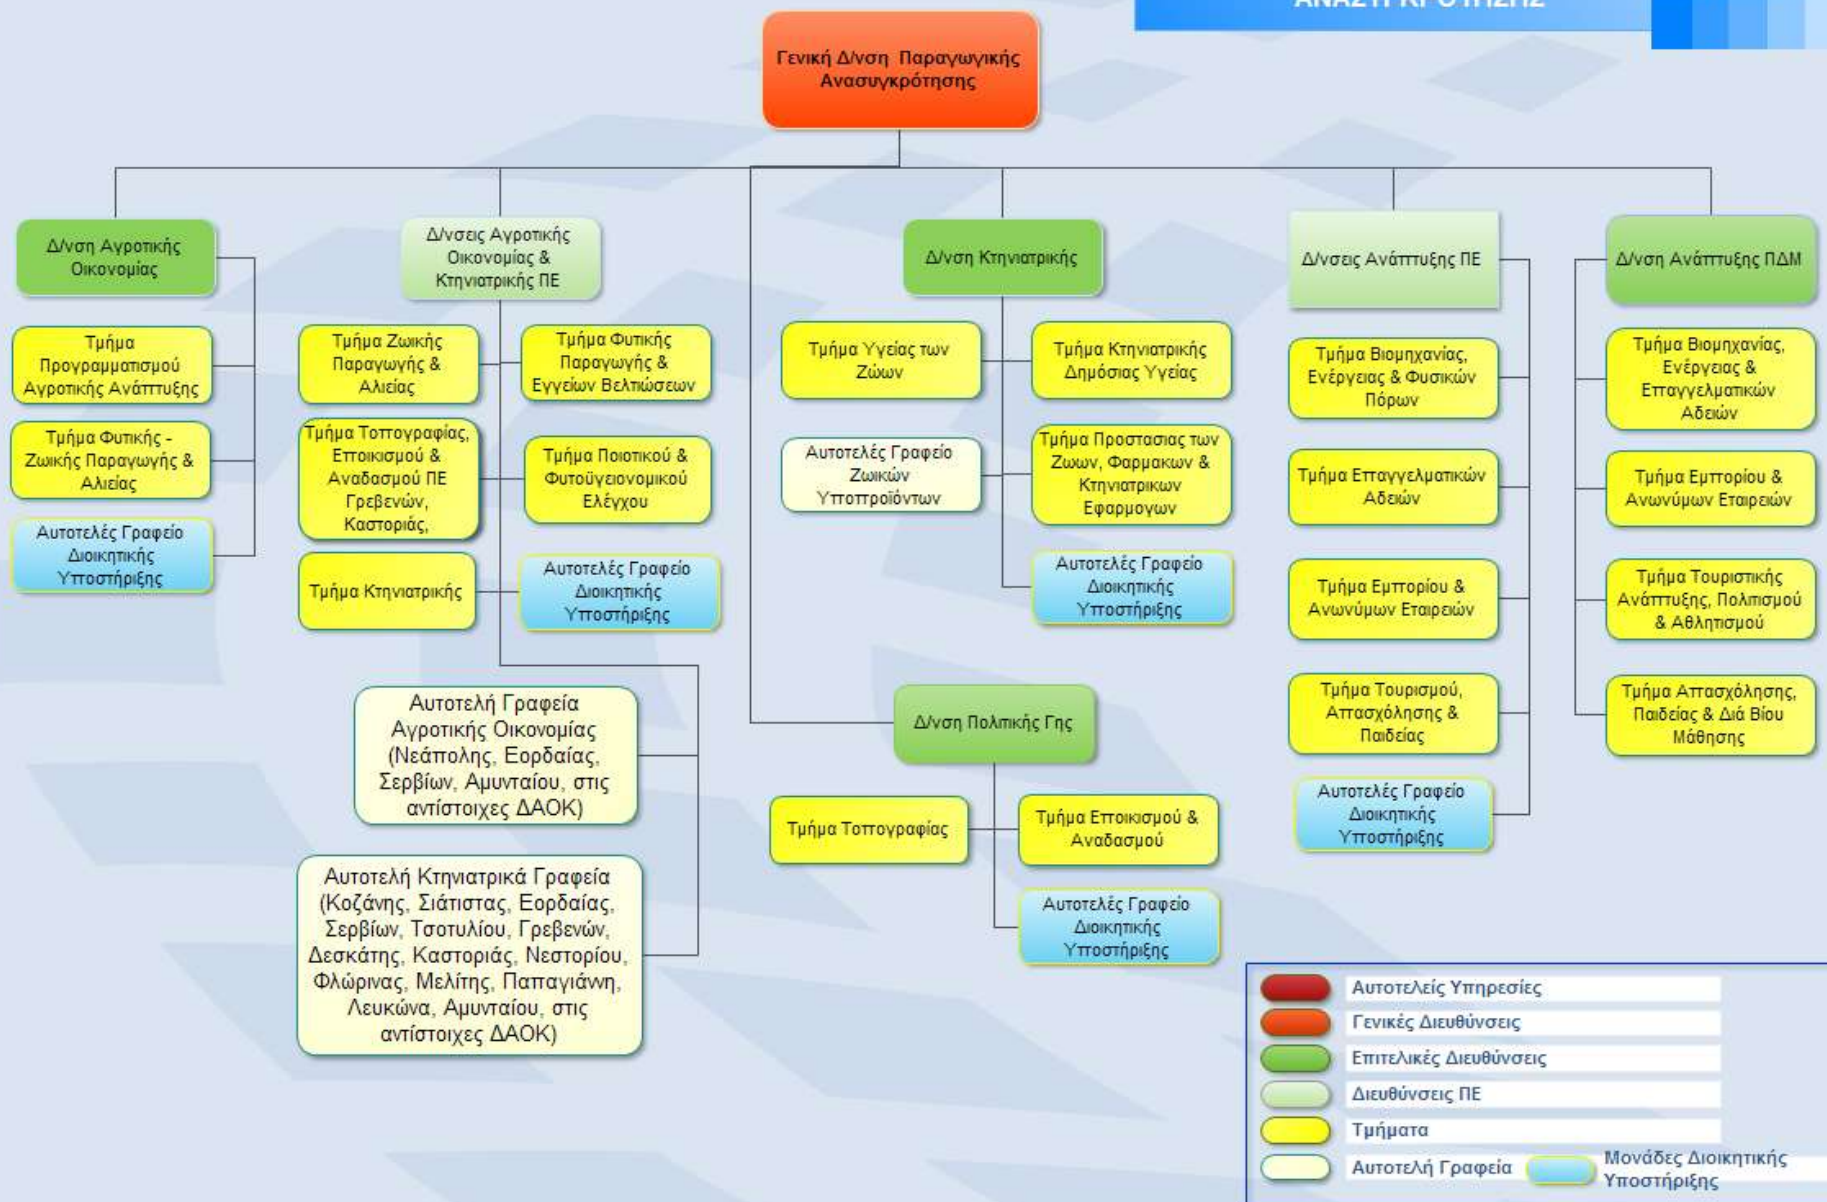 Γενική Δ/νση Παραγωγικής
Ανασυγκρότησης
Δ/νση Αγροτικής
Οικονομίας
Τμήμα
Προγραμματισμού
Αγροτικής Ανάπτυξης
Τμήμα Φυτικής -
Ζωικής Παραγωγής &
Αλιείας
Αυτοτελές Γραφείο
Διοικητικής
Υποστήριξης
Δ/νσεις Αγροτικής
Οικονομίας &
Κτηνιατρικής ΠΕ
Τμήμα Ζωικής
Παραγωγής &
Αλιείας
Τμήμα Φυτικής
Παραγωγής &
Εγγείων Βελτιώσεων
Τμήμα Τοπογραφίας,
Εποικισμού &
Αναδασμού ΠΕ
Γρεβενών,
Καστοριάς,
Τμήμα Ποιοτικού &
Φυτοϋγειονομικού
Ελέγχου
Τμήμα Κτηνιατρικής
Αυτοτελές Γραφείο
Διοικητικής
Υποστήριξης
Αυτοτελή Γραφεία
Αγροτικής Οικονομίας
(Νεάπολης, Εορδαίας,
Σερβίων, Αμυνταίου, στις
αντίστοιχες ΔΑΟΚ)
Αυτοτελή Κτηνιατρικά Γραφεία
(Κοζάνης, Σιάτιστας, Εορδαίας,
Σερβίων, Τσοτυλίου, Γρεβενών,
Δεσκάτης, Καστοριάς, Νεστορίου,
Φλώρινας, Μελίτης, Παπαγιάννη,
Λευκώνα, Αμυνταίου, στις
αντίστοιχες ΔΑΟΚ)
Δ/νση Κτηνιατρικής
Τμήμα Υγείας των
Ζώων
Τμήμα Κτηνιατρικής
Δημόσιας Υγείας
Αυτοτελές Γραφείο
Ζωικών
Υποπροϊόντων
Τμήμα Προστασιας των
Ζωων, Φαρμακων &
Κτηνιατρικων
Εφαρμογων
Αυτοτελές Γραφείο
Διοικητικής
Υποστήριξης
Δ/νση Πολιτικής Γης
Τμήμα Τοπογραφίας
Τμήμα Εποικισμού &
Αναδασμού
Αυτοτελές Γραφείο
Διοικητικής
Υποστήριξης
Δ/νσεις Ανάπτυξης ΠΕ
Τμήμα Βιομηχανίας,
Ενέργειας & Φυσικών
Πόρων
Τμήμα Επαγγελματικών
Αδειών
Τμήμα Εμπορίου &
Ανωνύμων Εταιρειών
Τμήμα Τουρισμού,
Απασχόλησης &
Παιδείας
Αυτοτελές Γραφείο
Διοικητικής
Υποστήριξης
Δ/νση Ανάπτυξης ΠΔΜ
Τμήμα Βιομηχανίας,
Ενέργειας &
Επαγγελματικών
Αδειών
Τμήμα Εμπορίου &
Ανωνύμων Εταιρειών
Τμήμα Τουριστικής
Ανάπτυξης, Πολιτισμού
& Αθλητισμού
Τμήμα Απασχόλησης,
Παιδείας & Διά Βίου
Μάθησης
Αυτοτελείς Υπηρεσίες
Γενικές Διευθύνσεις
Επιτελικές Διευθύνσεις
Διευθύνσεις ΠΕ
Τμήματα
Αυτοτελή Γραφεία
Μονάδες Διοικητικής
Υποστήριξης